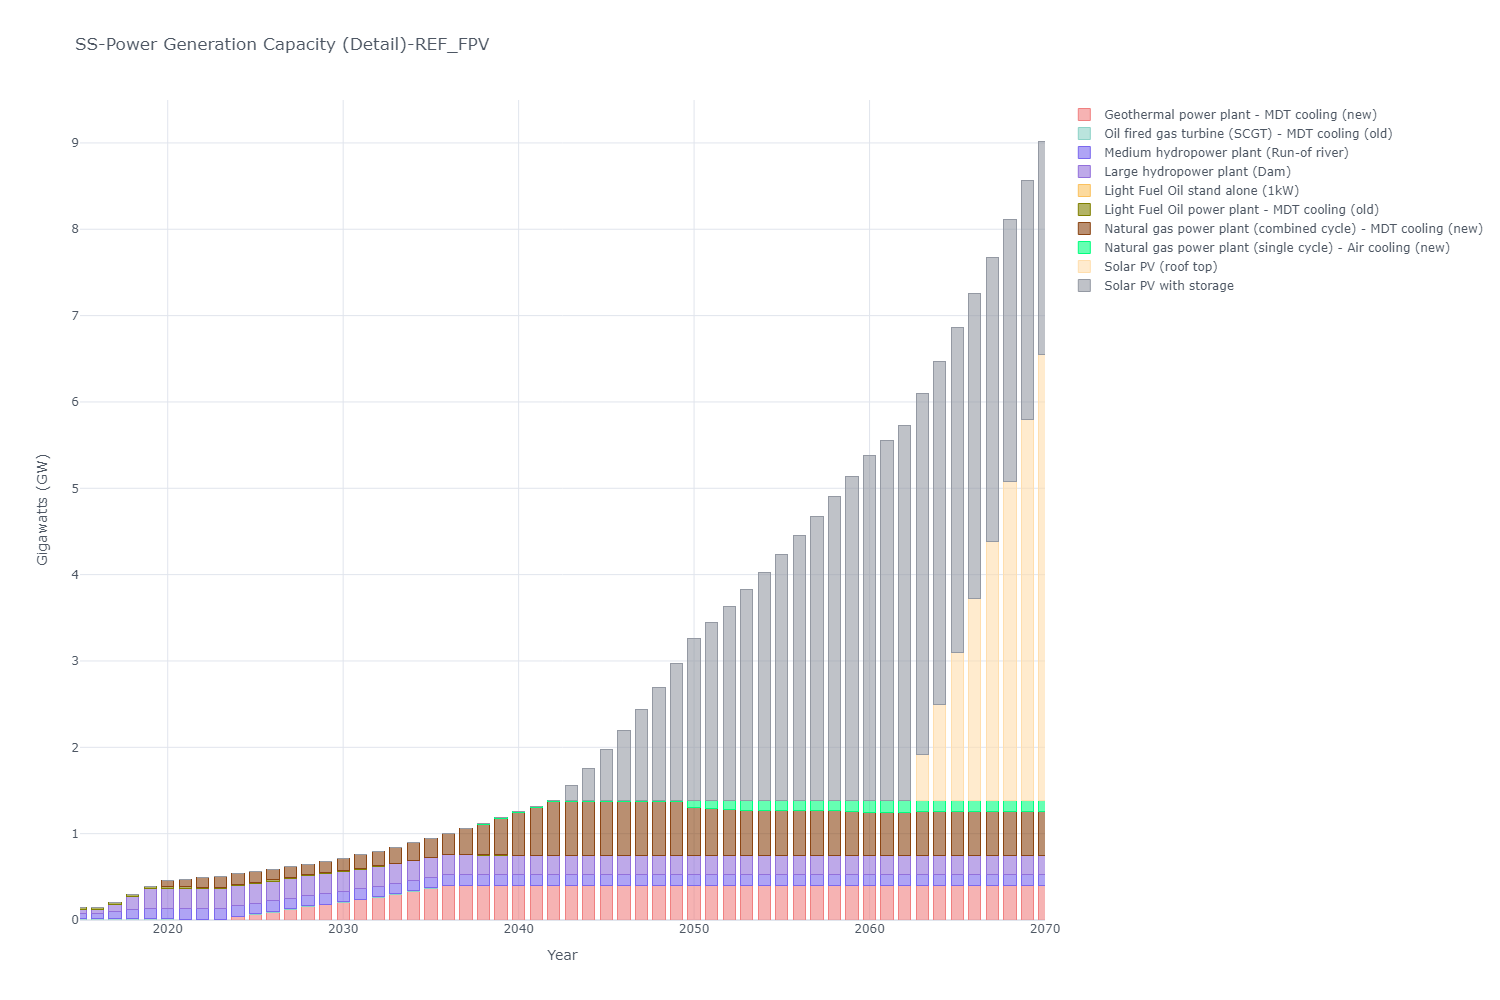 SS-Power Generation Capacity (Detail)-REF_FPV
Geothermal power plant - MDT cooling (new)
Oil fired gas turbine (SCGT) - MDT cooling (old)
Medium hydropower plant (Run-of river)
Large hydropower plant (Dam)
Light Fuel Oil stand alone (1kW)
Light Fuel Oil power plant - MDT cooling (old)
Natural gas power plant (combined cycle) - MDT cooling (new)
Natural gas power plant (single cycle) - Air cooling (new)
Solar PV (roof top)
Solar PV with storage
Gigawatts (GW)
9
8
7
6
5
4
3
2
1
0
2020
2030
2040
2050
2060
2070
Year